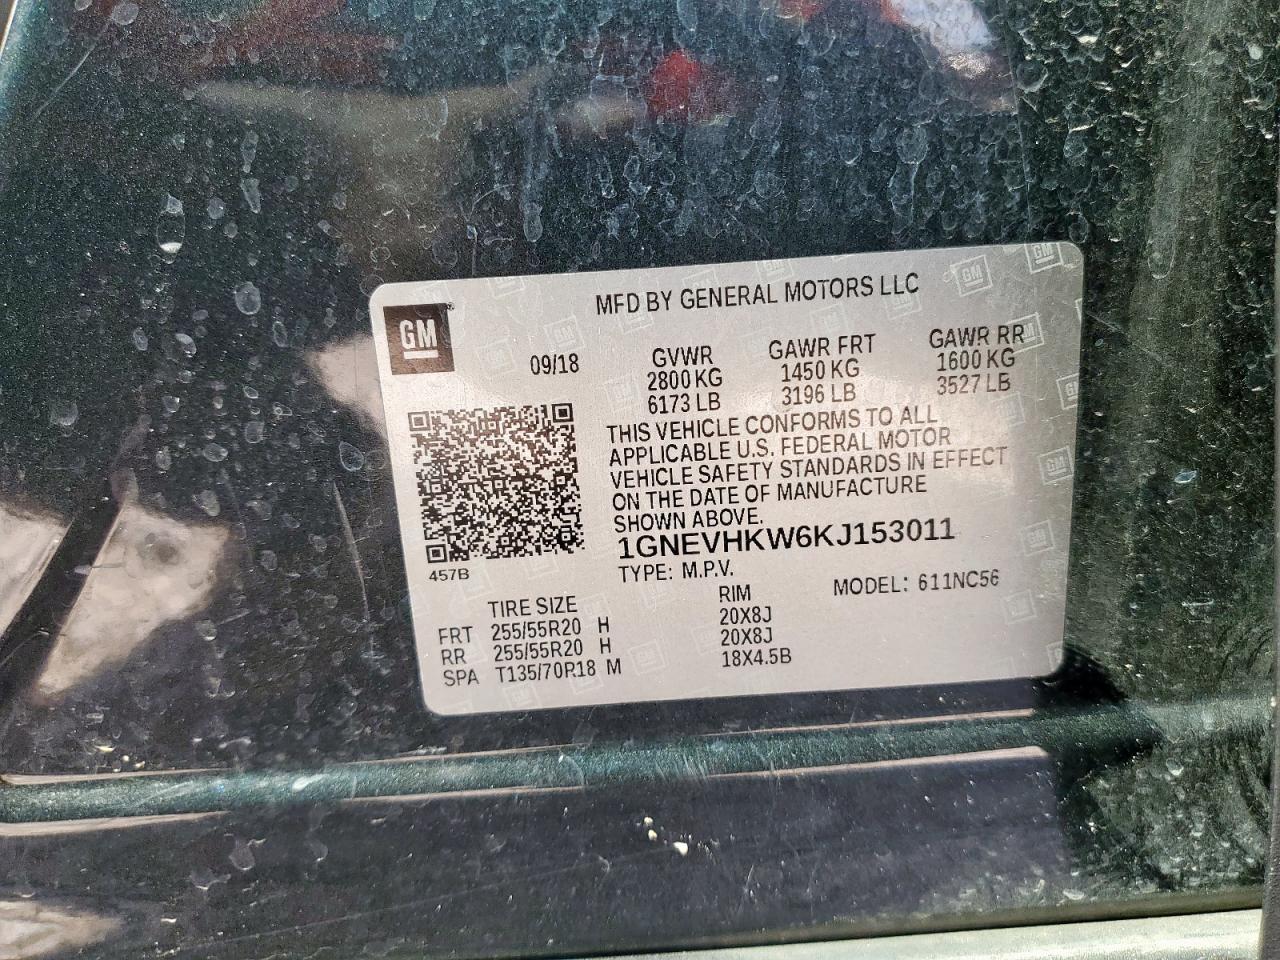 GM
MFD BY GENERAL MOTORS LLC
09/18
GVWR GAWR FRT GAWR RR
2800 KG 1450 KG 1600 KG
6173 LB 3196 LB 3527 LB
THIS VEHICLE CONFORMS TO ALL
APPLICABLE U.S. FEDERAL MOTOR
VEHICLE SAFETY STANDARDS IN EFFECT
ON THE DATE OF MANUFACTURE
SHOWN ABOVE.
1GNEVHKW6KJ153011
457B
TYPE: M.P.V. MODEL: 611NC56
TIRE SIZE RIM
FRT 255/55R20 H 20X8J
RR 255/55R20 H 20X8J
SPA T135/70R18 M 18X4.5B